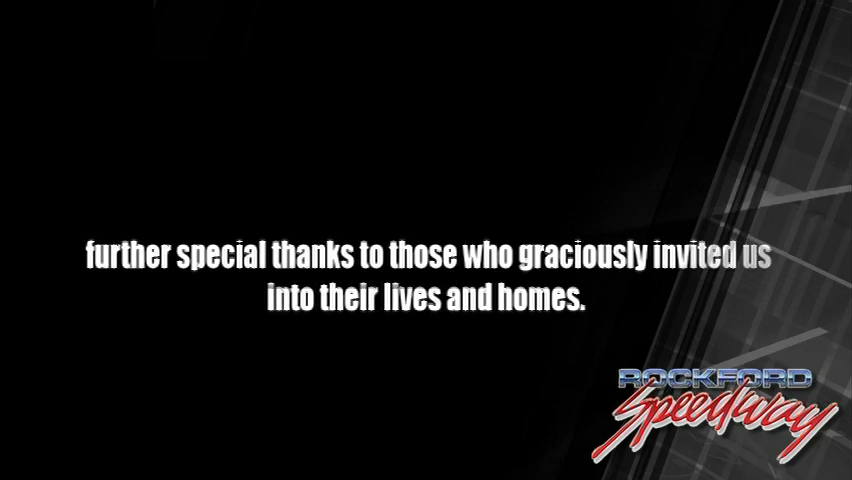 further special thanks to those who graciously invited us
into their lives and homes.
ROCKFORD
Speedway